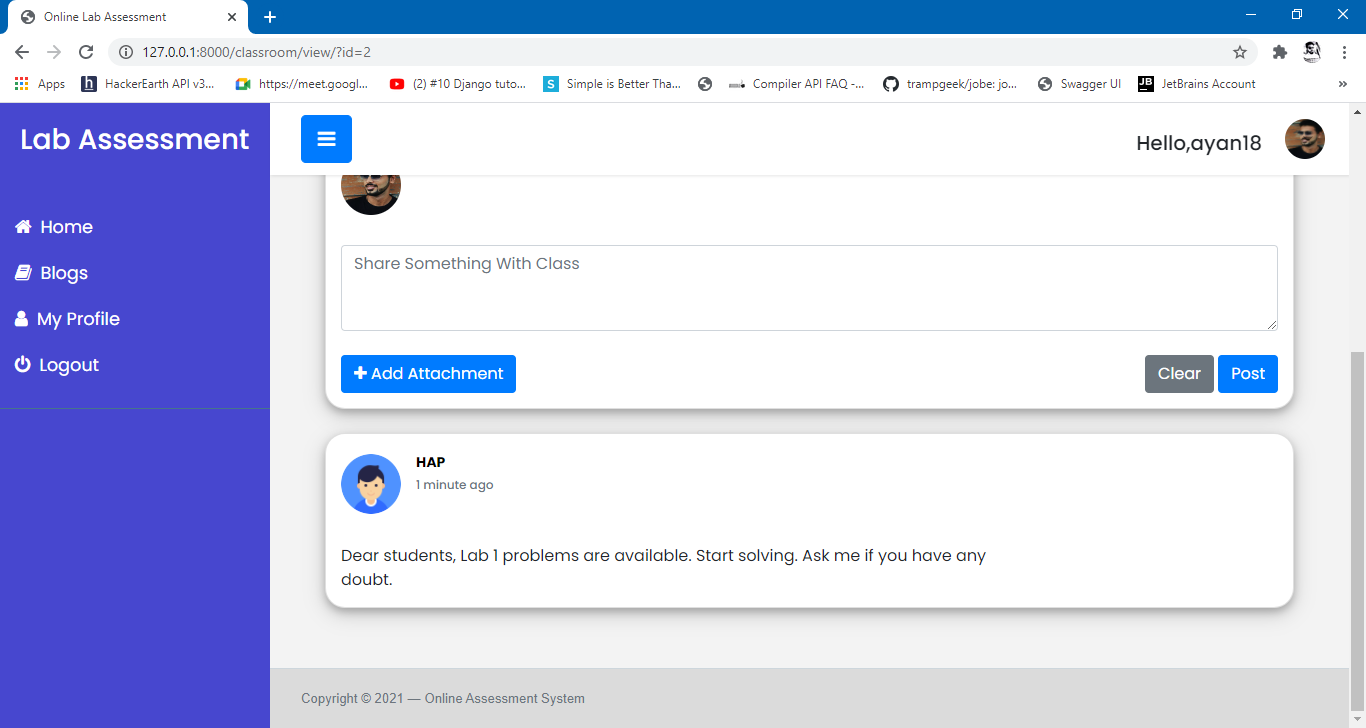 Online Lab Assessment
127.0.0.1:8000/classroom/view/?id=2
Apps
HackerEarth API v3...
https://meet.googl...
(2) #10 Django tuto...
S
Simple is Better Tha...
Compiler API FAQ -...
trampgeek/jobe: jo...
Swagger UI
JB
JetBrains Account
»
Lab Assessment
Hello,ayan18
Home
Blogs
My Profile
Logout
Share Something With Class
Add Attachment
Clear
Post
HAP
1 minute ago
Dear students, Lab 1 problems are available. Start solving. Ask me if you have any
doubt.
Copyright © 2021 — Online Assessment System